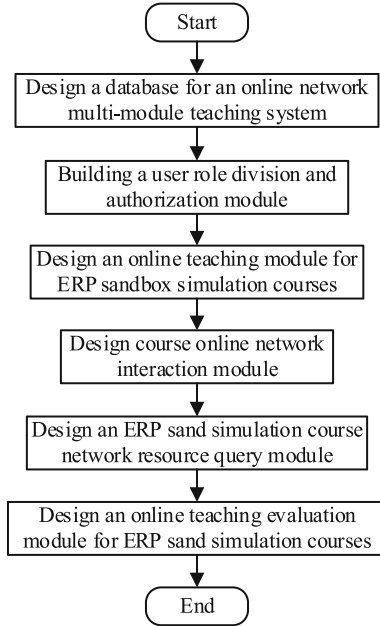 Start
Design a database for an online network
multi-module teaching system
Building a user role division and
authorization module
Design an online teaching module for
ERP sandbox simulation courses
Design course online network
interaction module
Design an ERP sand simulation course
network resource query module
Design an online teaching evaluation
module for ERP sand simulation courses
End